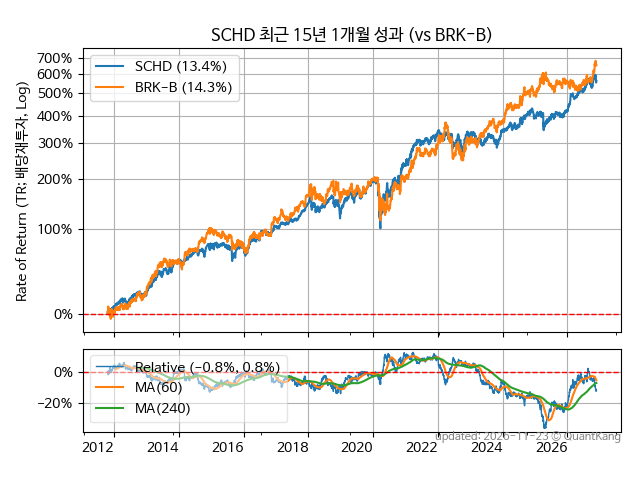 SCHD 최근 15년 1개월 성과 (vs BRK-B)
Rate of Return (TR; 배당재투자, Log)
700%
600%
500%
400%
300%
200%
100%
0%
SCHD (13.4%)
BRK-B (14.3%)
0%
-20%
Relative (-0.8%, 0.8%)
MA(60)
MA(240)
2012 2014 2016 2018 2020 2022 2024 2026
updated: 2026-11-23 © QuantKang